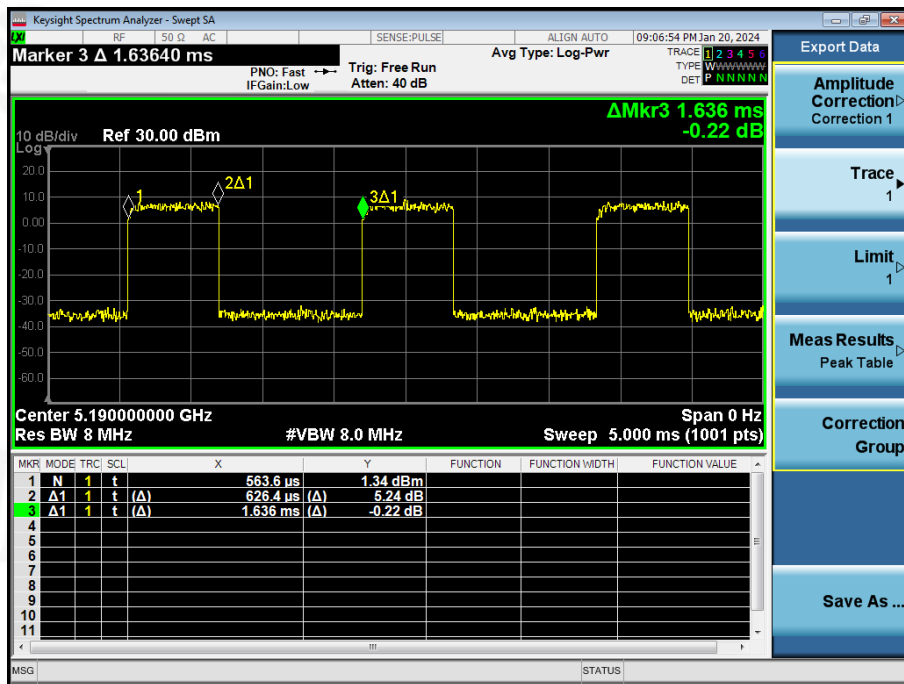 Keysight Spectrum Analyzer - Swept SA
LXI RF 50 Ω AC SENSE:PULSE ALIGN AUTO 09:06:54 PM Jan 20, 2024
Marker 3 Δ 1.63640 ms
PNO: Fast
IFGain:Low
Trig: Free Run
Atten: 40 dB
Avg Type: Log-Pwr
TRACE 1 2 3 4 5 6
TYPE WWWWWW
DET P N N N N N
ΔMkr3 1.636 ms
-0.22 dB
10 dB/div Ref 30.00 dBm
Log
20.0
10.0
0.00
-10.0
-20.0
-30.0
-40.0
-50.0
-60.0
1
2Δ1
3Δ1
Center 5.190000000 GHz Span 0 Hz
Res BW 8 MHz #VBW 8.0 MHz Sweep 5.000 ms (1001 pts)
MKR MODE TRC SCL X Y FUNCTION FUNCTION WIDTH FUNCTION VALUE
1 N 1 t 563.6 µs 1.34 dBm
2 Δ1 1 t (Δ) 626.4 µs (Δ) 5.24 dB
3 Δ1 1 t (Δ) 1.636 ms (Δ) -0.22 dB
4
5
6
7
8
9
10
11
MSG STATUS
Export Data
Amplitude
Correction
Correction 1
Trace
1
Limit
1
Meas Results
Peak Table
Correction
Group
Save As ...